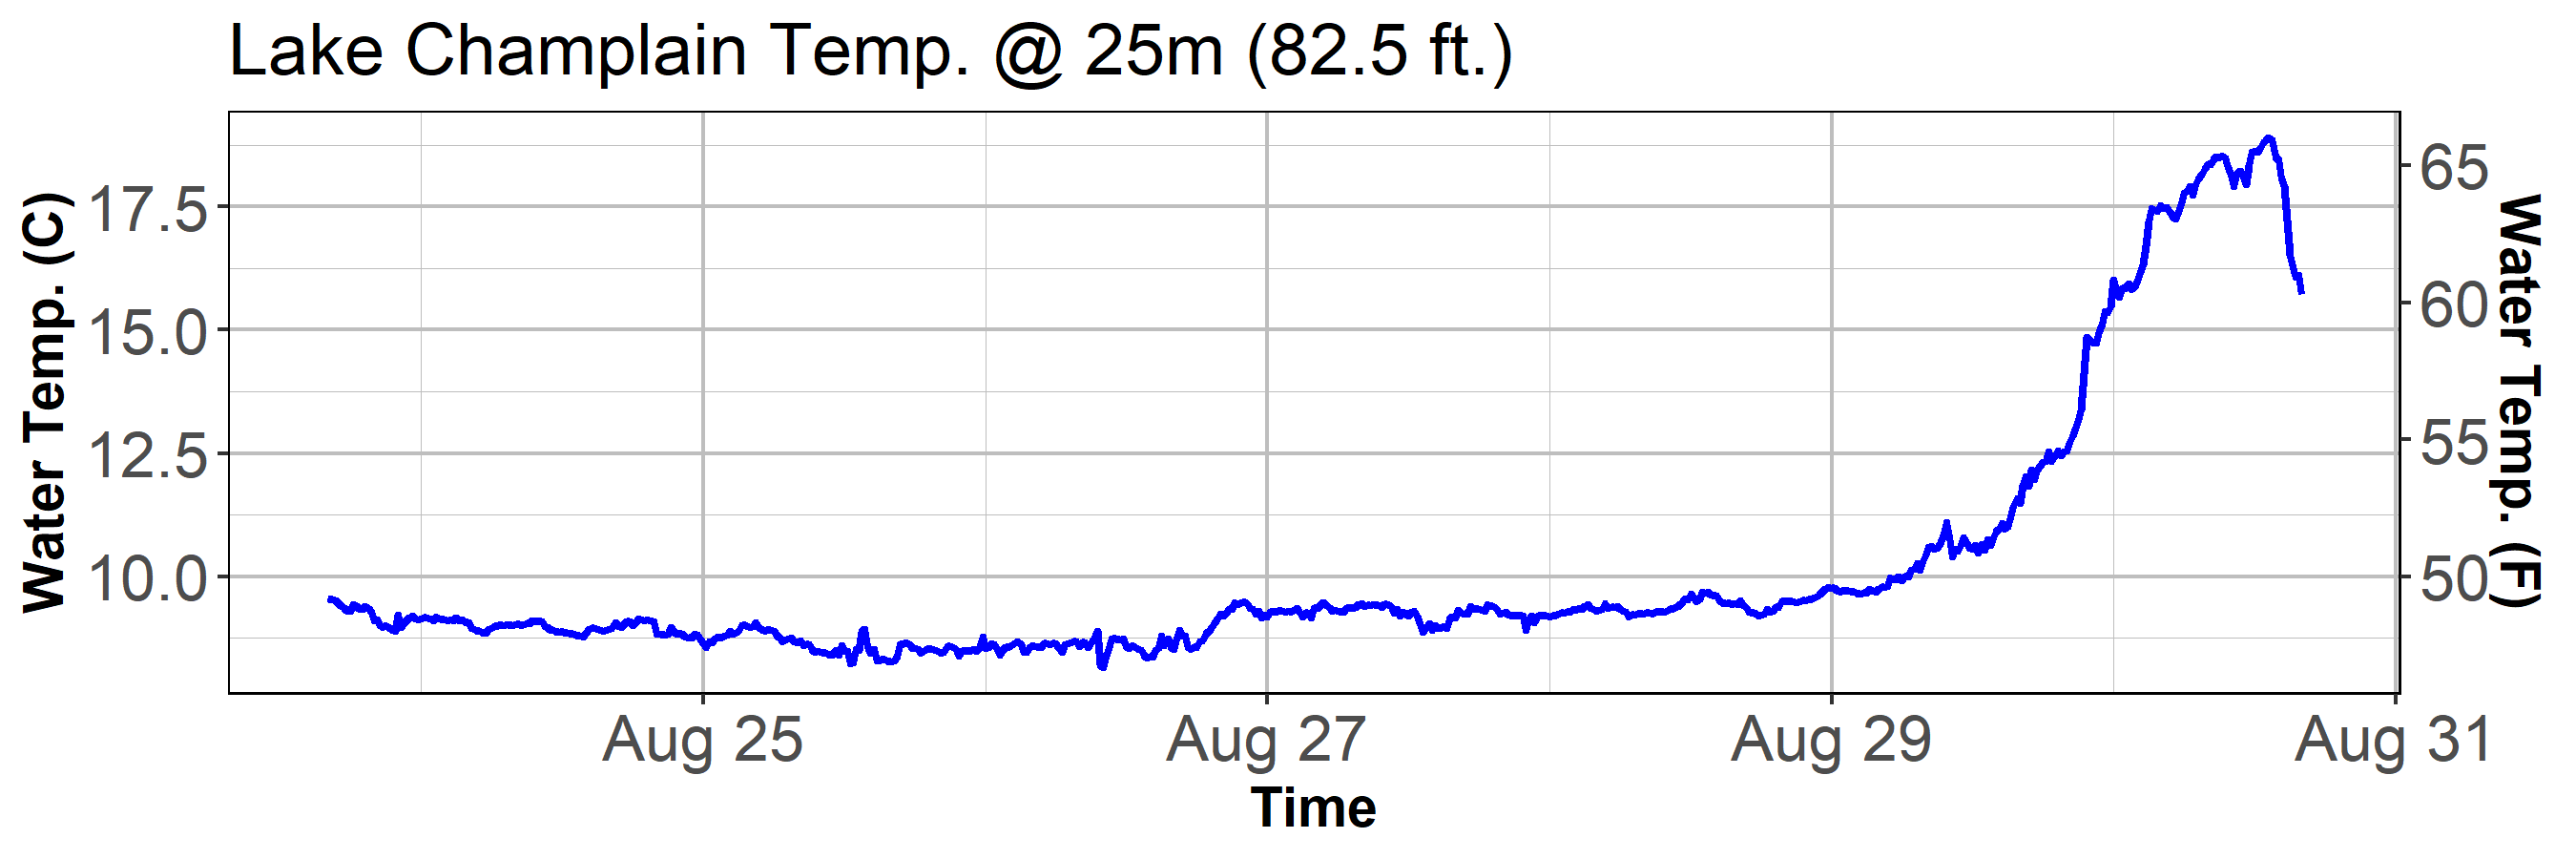 Lake Champlain Temp. @ 25m (82.5 ft.)
Water Temp. (C)
17.5
15.0
12.5
10.0
65
60
55
50
Water Temp. (F)
Aug 25 Aug 27 Aug 29 Aug 31
Time